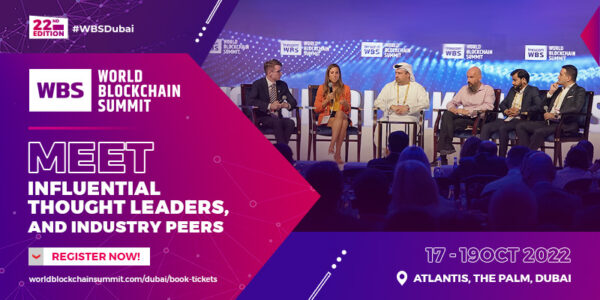 22ND
EDITION
#WBSDubai
WBS
WORLD
BLOCKCHAIN
SUMMIT
MEET
INFLUENTIAL
THOUGHT LEADERS,
AND INDUSTRY PEERS
REGISTER NOW!
worldblockchainsummit.com/dubai/book-tickets
17 - 19 OCT 2022
ATLANTIS, THE PALM, DUBAI